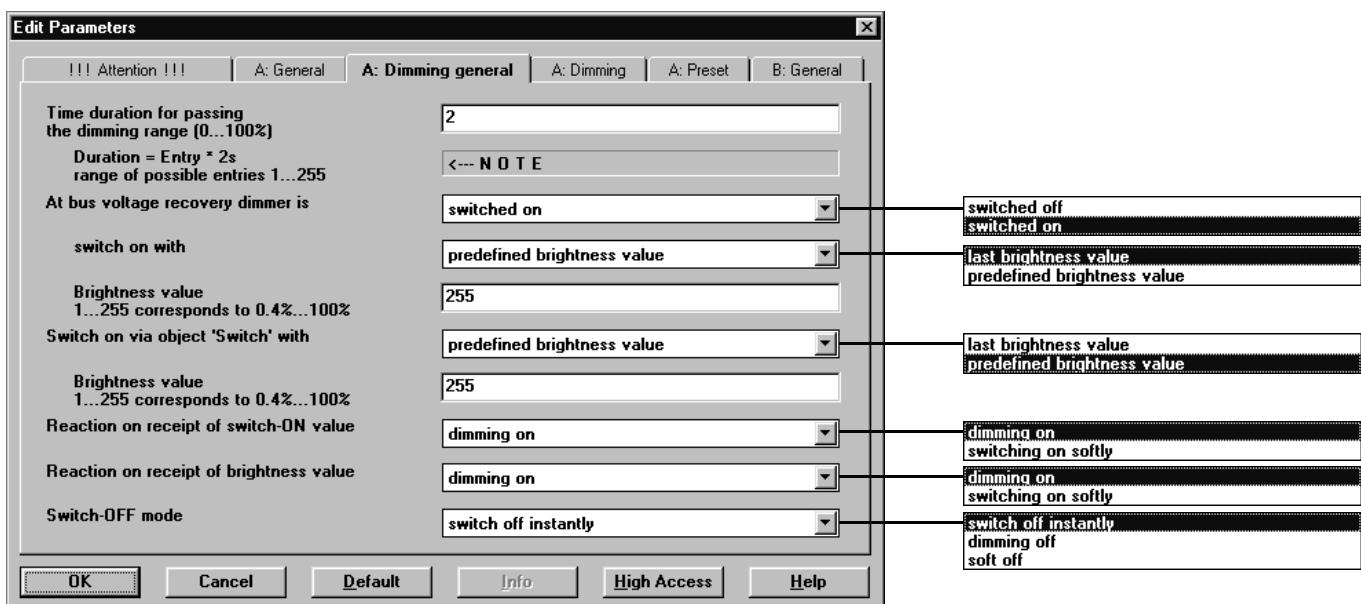 Edit Parameters
!!! Attention !!! A: General A: Dimming general A: Dimming A: Preset B: General
Time duration for passing
the dimming range (0...100%)
2
Duration = Entry * 2s
range of possible entries 1...255
<--- N O T E
At bus voltage recovery dimmer is
switched on
switched off
switched on
switch on with
predefined brightness value
last brightness value
predefined brightness value
Brightness value
1...255 corresponds to 0.4%...100%
255
Switch on via object 'Switch' with
predefined brightness value
last brightness value
predefined brightness value
Brightness value
1...255 corresponds to 0.4%...100%
255
Reaction on receipt of switch-ON value
dimming on
dimming on
switching on softly
Reaction on receipt of brightness value
dimming on
dimming on
switching on softly
Switch-OFF mode
switch off instantly
switch off instantly
dimming off
soft off
OK Cancel Default Info High Access Help